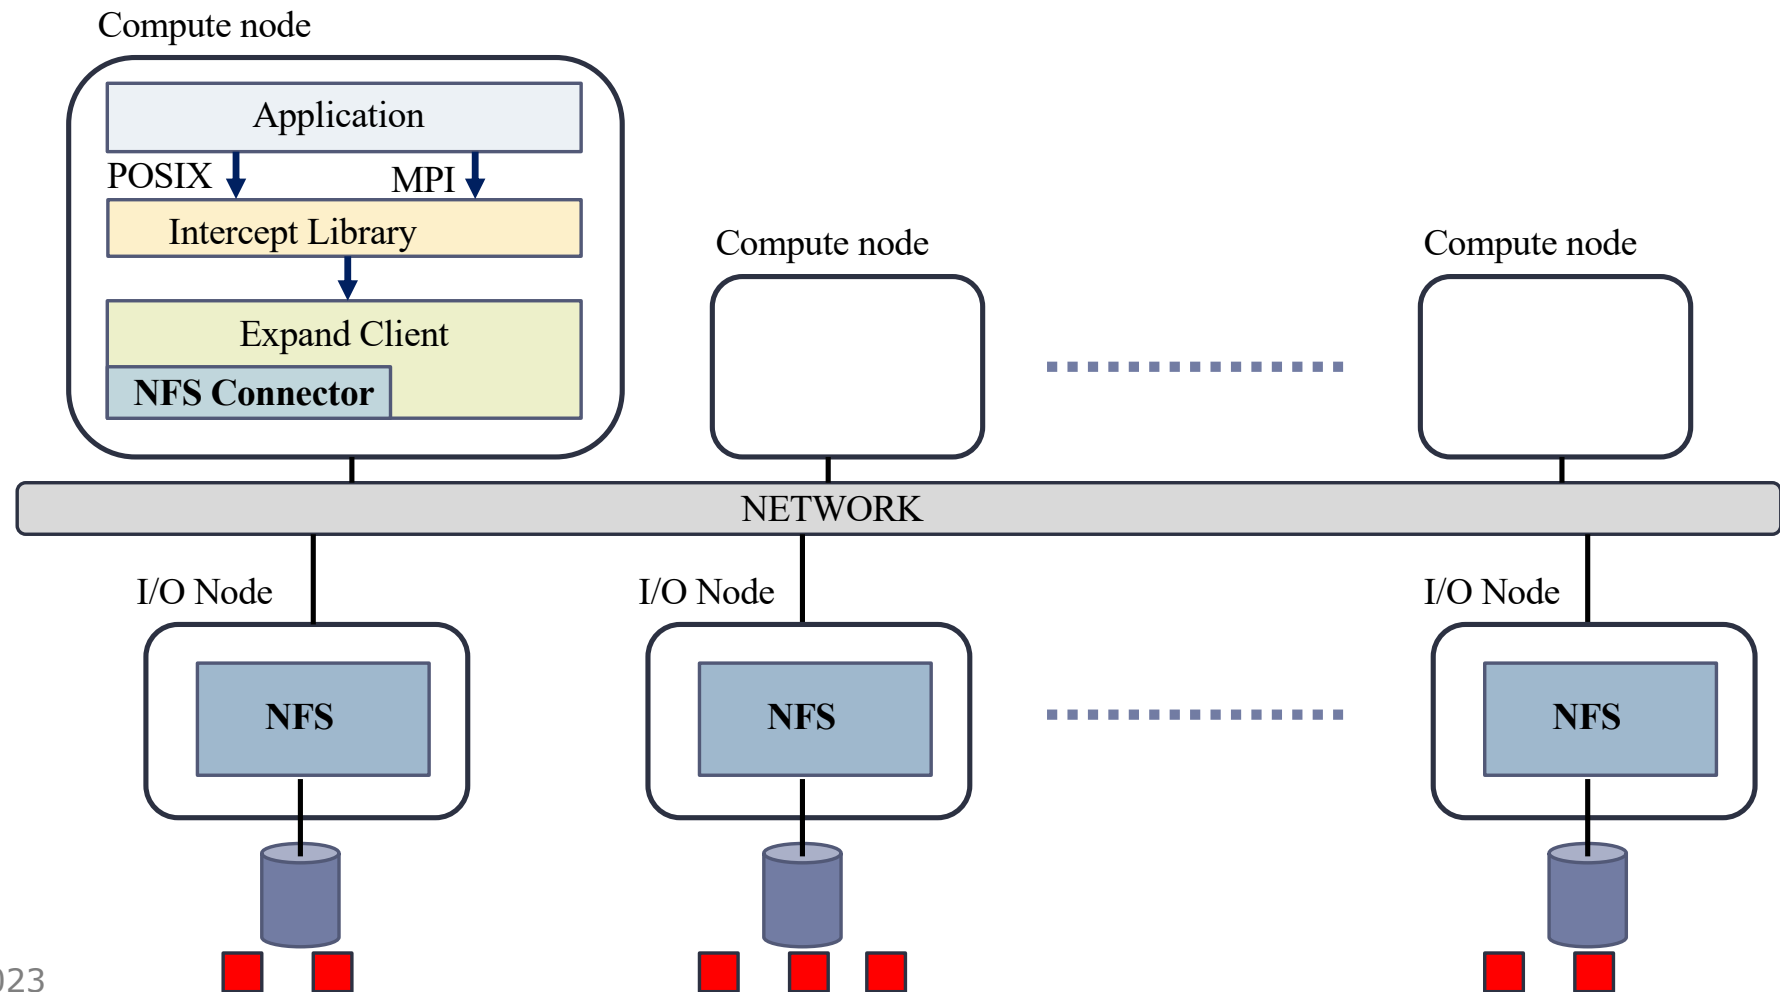 Compute node
Application
POSIX
MPI
Intercept Library
Expand Client
NFS Connector
Compute node
Compute node
NETWORK
I/O Node
I/O Node
I/O Node
NFS
NFS
NFS
023